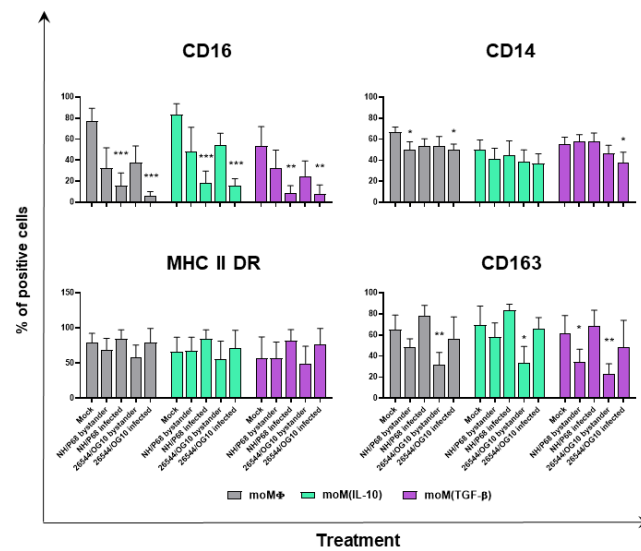 CD16
CD14
% of positive cells
100
80
60
40
20
0
***
***
***
***
**
**
100
80
60
40
20
0
*
*
*
MHC II DR
CD163
150
100
50
0
Mock
NH/P68 bystander
NH/P68 infected
26544/OG10 bystander
26544/OG10 infected
Mock
NH/P68 bystander
NH/P68 infected
26544/OG10 bystander
26544/OG10 infected
Mock
NH/P68 bystander
NH/P68 infected
26544/OG10 bystander
26544/OG10 infected
100
80
60
40
20
0
**
*
*
**
Mock
NH/P68 bystander
NH/P68 infected
26544/OG10 bystander
26544/OG10 infected
Mock
NH/P68 bystander
NH/P68 infected
26544/OG10 bystander
26544/OG10 infected
Mock
NH/P68 bystander
NH/P68 infected
26544/OG10 bystander
26544/OG10 infected
moMΦ moM(IL-10) moM(TGF-β)
Treatment